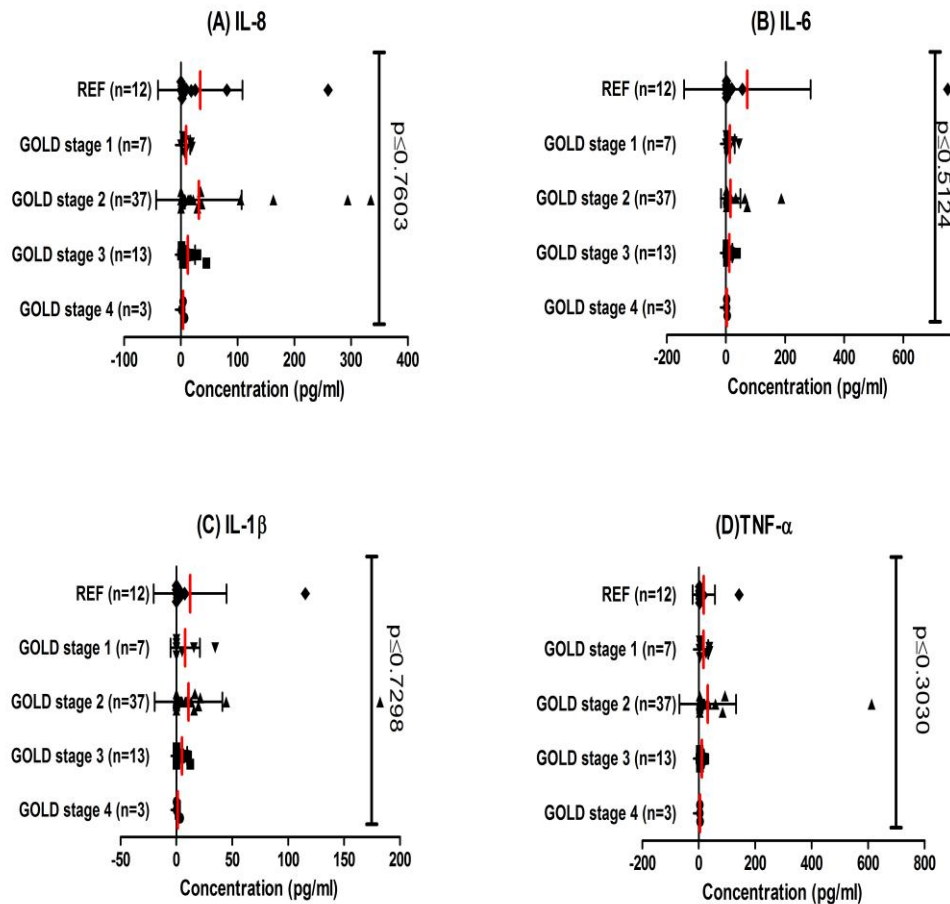 (A) IL-8
REF (n=12)
GOLD stage 1 (n=7)
GOLD stage 2 (n=37)
GOLD stage 3 (n=13)
GOLD stage 4 (n=3)
p≤0.7603
-100 0 100 200 300 400
Concentration (pg/ml)
(B) IL-6
REF (n=12)
GOLD stage 1 (n=7)
GOLD stage 2 (n=37)
GOLD stage 3 (n=13)
GOLD stage 4 (n=3)
p≤0.5124
-200 0 200 400 600
Concentration (pg/ml)
(C) IL-1β
REF (n=12)
GOLD stage 1 (n=7)
GOLD stage 2 (n=37)
GOLD stage 3 (n=13)
GOLD stage 4 (n=3)
p≤0.7298
-50 0 50 100 150 200
Concentration (pg/ml)
(D)TNF-α
REF (n=12)
GOLD stage 1 (n=7)
GOLD stage 2 (n=37)
GOLD stage 3 (n=13)
GOLD stage 4 (n=3)
p≤0.3030
-200 0 200 400 600 800
Concentration (pg/ml)